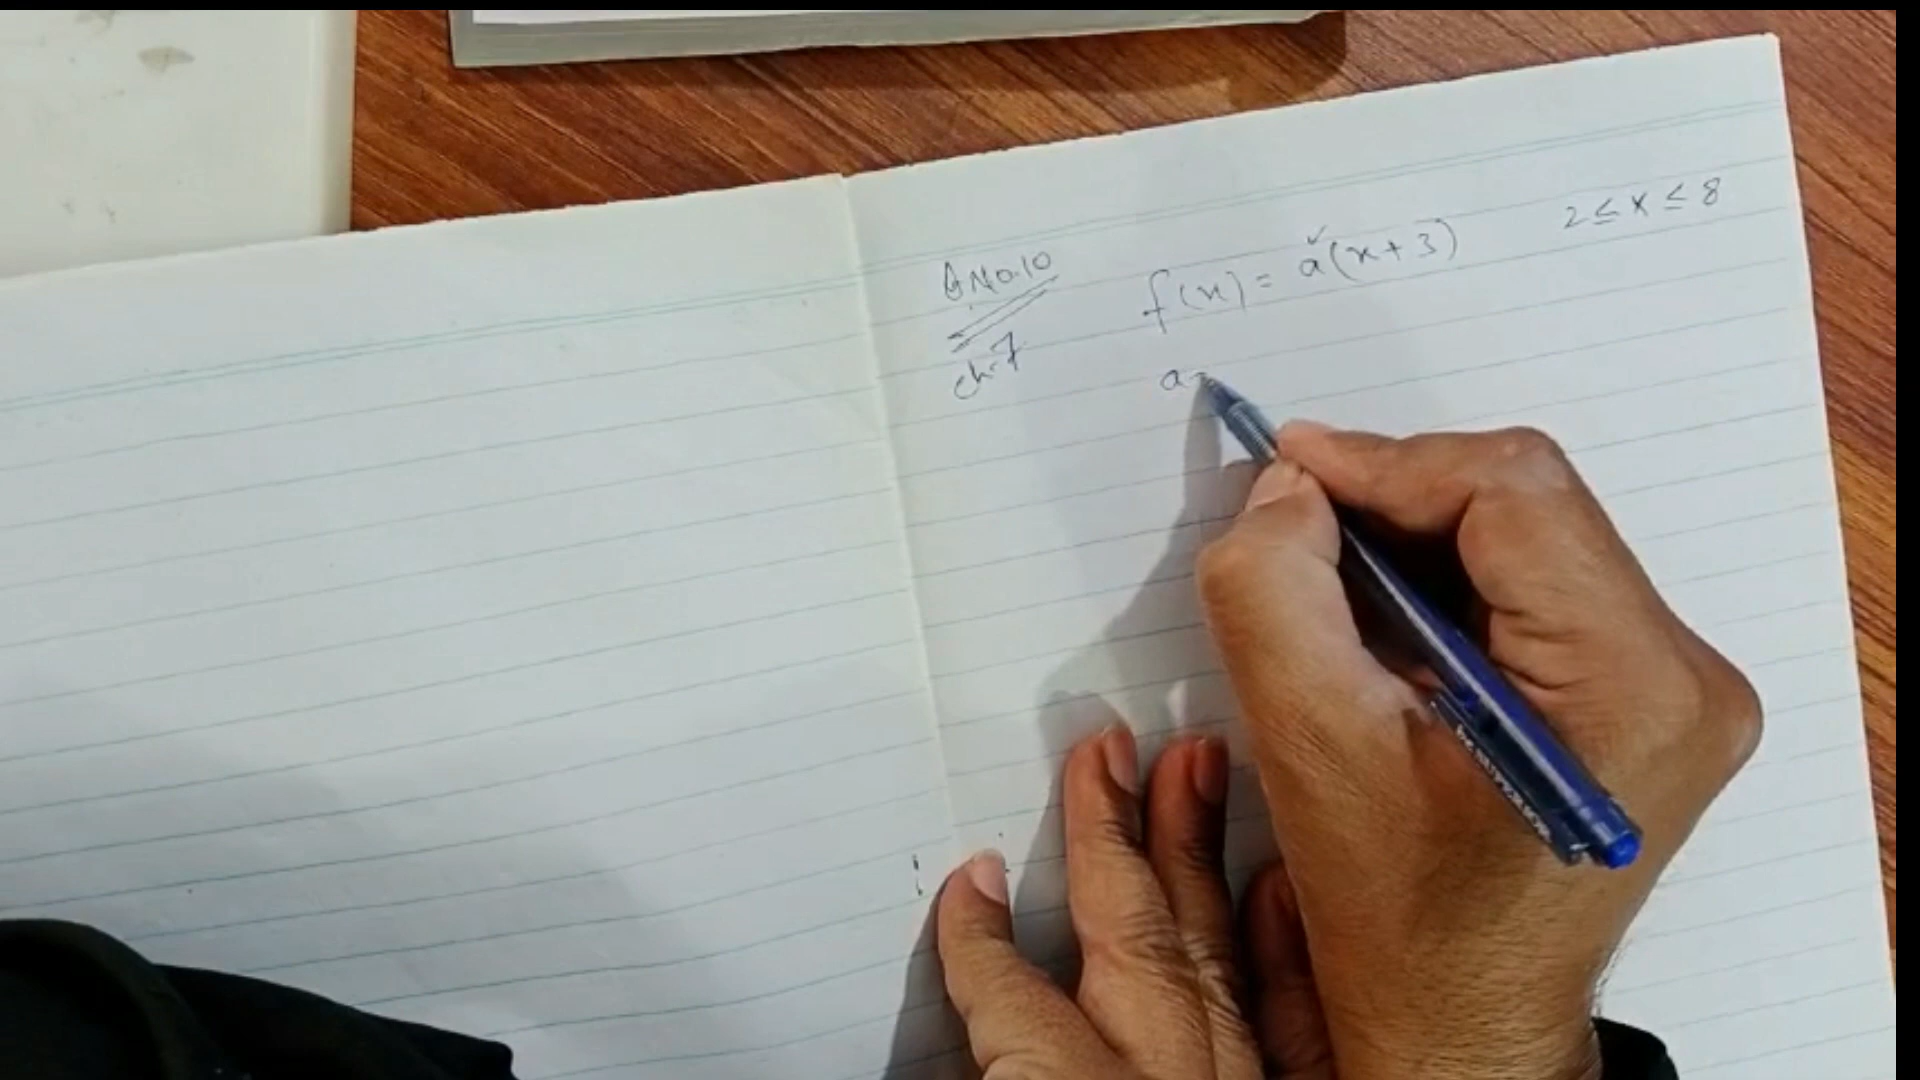 Q No.10
f(x) = a(x+3) 2 ≤ x ≤ 8
ch-7
a =